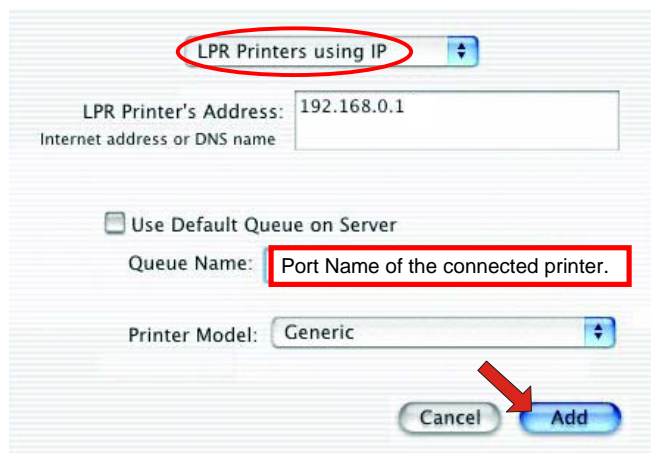 LPR Printers using IP
LPR Printer's Address: 192.168.0.1
Internet address or DNS name
Use Default Queue on Server
Queue Name: Port Name of the connected printer.
Printer Model: Generic
Cancel Add